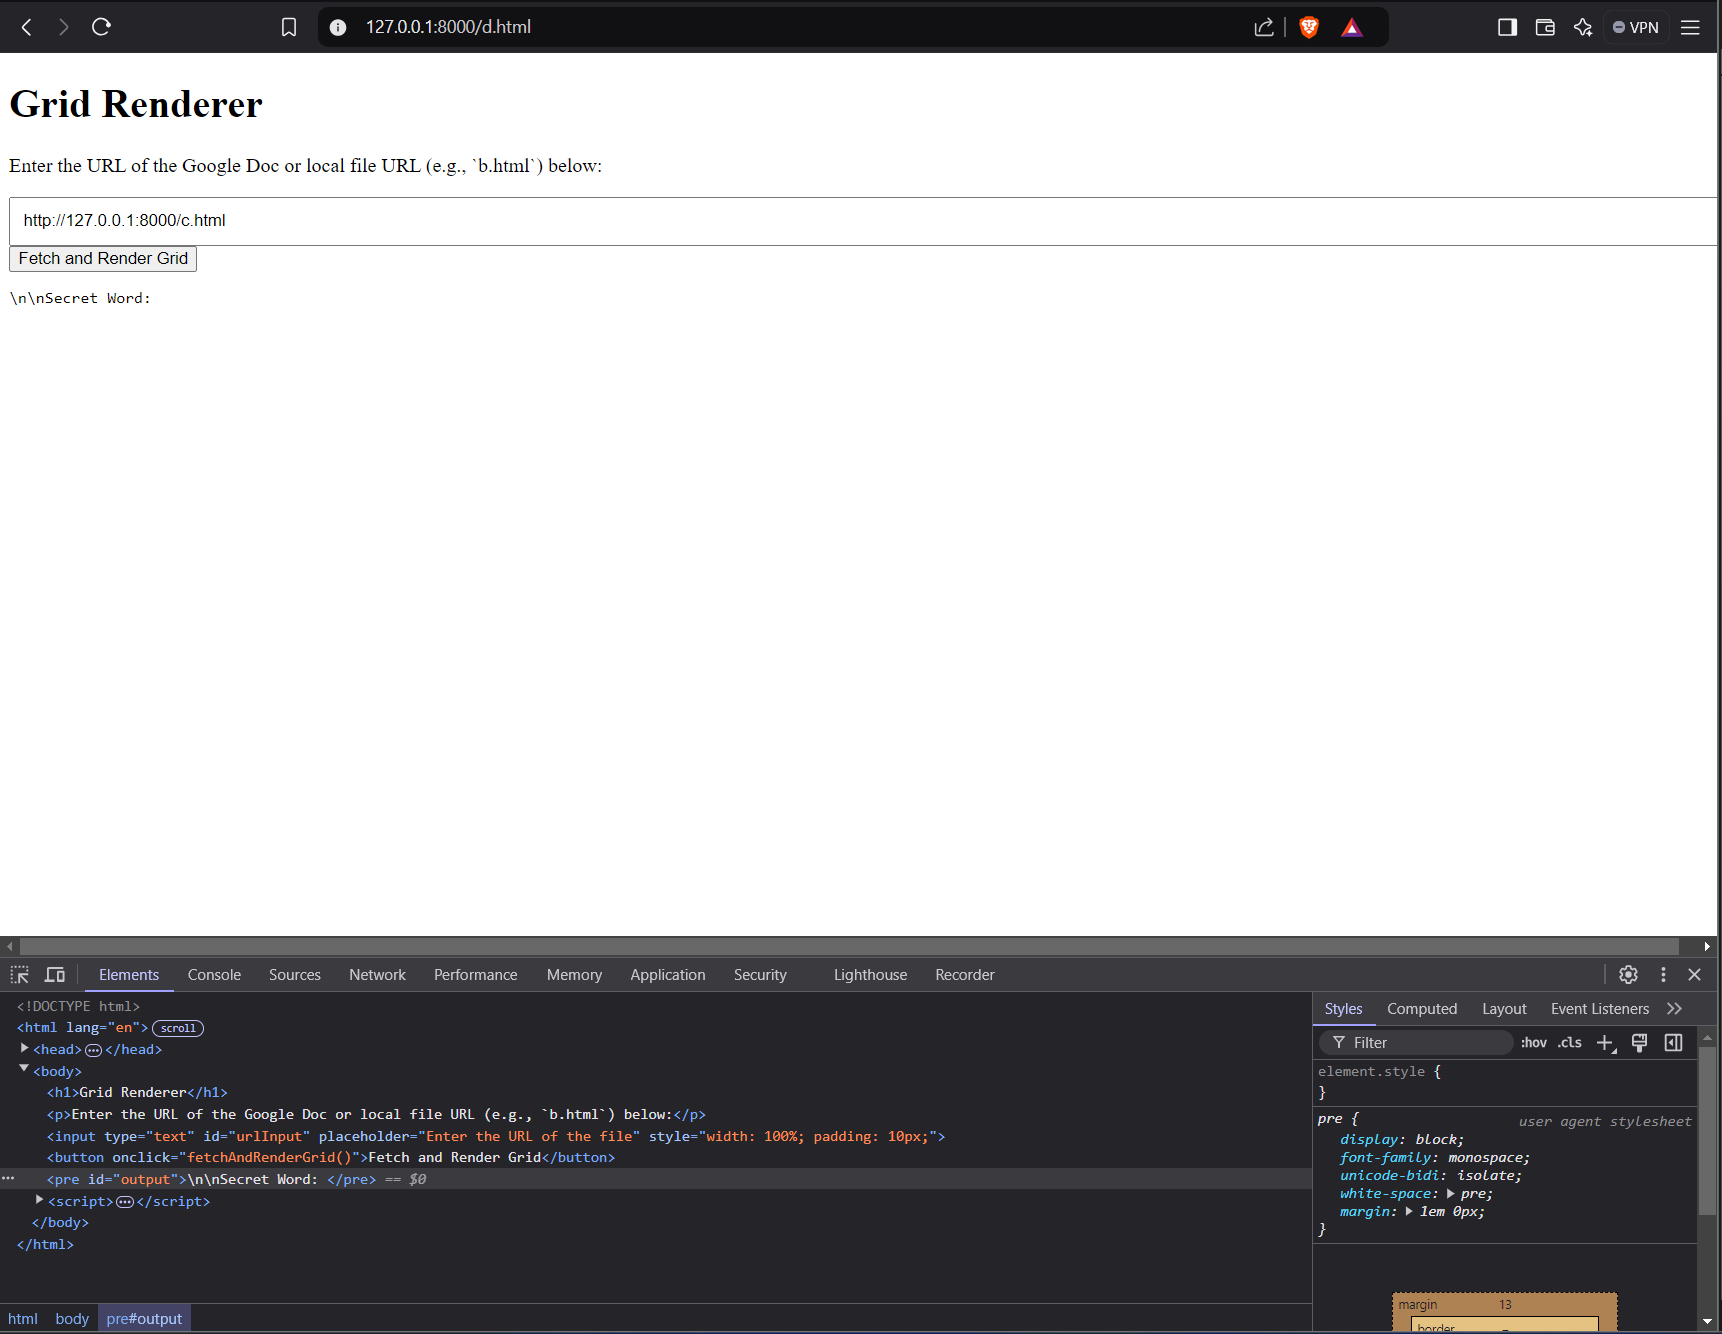 127.0.0.1:8000/d.html
VPN
Grid Renderer
Enter the URL of the Google Doc or local file URL (e.g., `b.html`) below:
http://127.0.0.1:8000/c.html
Fetch and Render Grid
\n\nSecret Word:
Elements Console Sources Network Performance Memory Application Security Lighthouse Recorder
<!DOCTYPE html>
<html lang="en"> scroll
<head> ... </head>
<body>
<h1>Grid Renderer</h1>
<p>Enter the URL of the Google Doc or local file URL (e.g., `b.html`) below:</p>
<input type="text" id="urlInput" placeholder="Enter the URL of the file" style="width: 100%; padding: 10px;">
<button onclick="fetchAndRenderGrid()">Fetch and Render Grid</button>
<pre id="output">\n\nSecret Word: </pre> == $0
<script> ... </script>
</body>
</html>
html body pre#output
Styles Computed Layout Event Listeners
Filter :hov .cls
element.style {
}
pre { user agent stylesheet
display: block;
font-family: monospace;
unicode-bidi: isolate;
white-space: pre;
margin: 1em 0px;
}
margin 13
border -